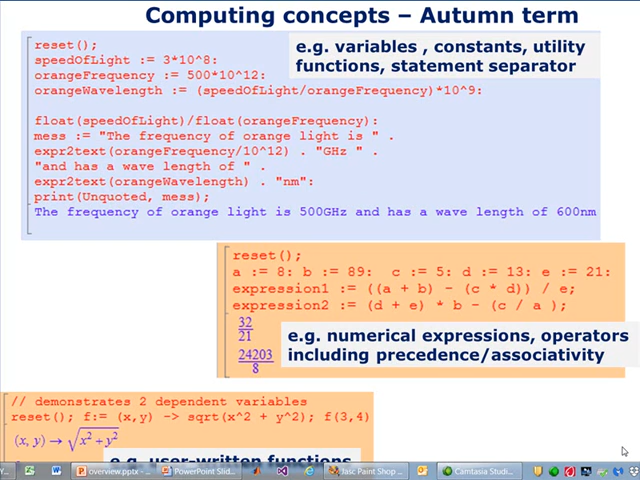 Computing concepts – Autumn term
reset();
speedOfLight := 3*10^8:
orangeFrequency := 500*10^12:
orangeWavelength := (speedOfLight/orangeFrequency)*10^9:
e.g. variables , constants, utility
functions, statement separator
float(speedOfLight)/float(orangeFrequency):
mess := "The frequency of orange light is " .
expr2text(orangeFrequency/10^12) . "GHz " .
"and has a wave length of " .
expr2text(orangeWavelength) . "nm":
print(Unquoted, mess);
The frequency of orange light is 500GHz and has a wave length of 600nm
reset();
a := 8: b := 89: c := 5: d := 13: e := 21:
expression1 := ((a + b) - (c * d)) / e;
expression2 := (d + e) * b - (c / a );
32
21
24203
8
e.g. numerical expressions, operators
including precedence/associativity
// demonstrates 2 dependent variables
reset(); f:= (x,y) -> sqrt(x^2 + y^2); f(3,4)
(x, y) → √x² + y²
e.g. user-written functions
overview.pptx - ...
PowerPoint Slid...
Jasc Paint Shop ...
Camtasia Studi...